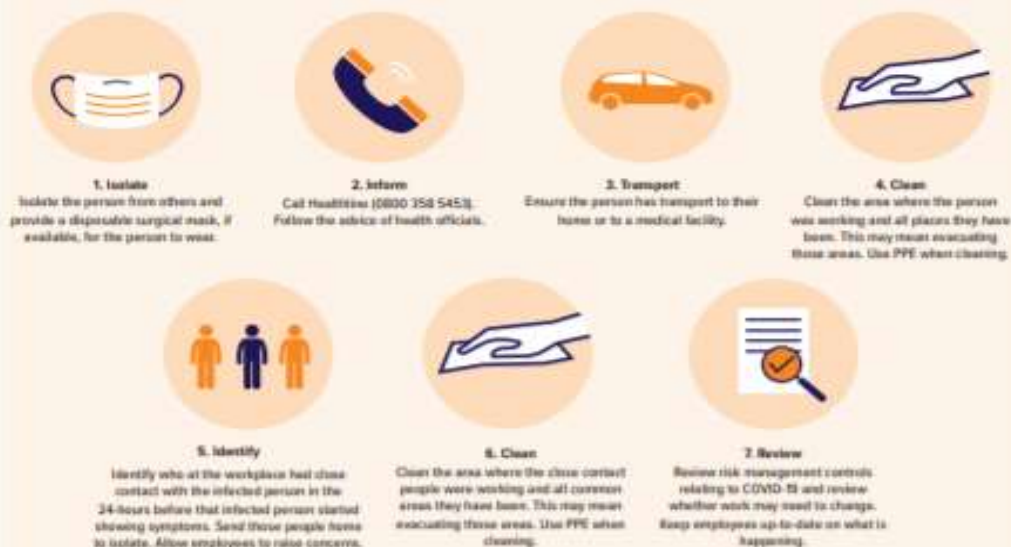 1. Isolate
Isolate the person from others and
provide a disposable surgical mask, if
available, for the person to wear.
2. Inform
Call Healthline (0800 358 5453).
Follow the advice of health officials.
3. Transport
Ensure the person has transport to their
home or to a medical facility.
4. Clean
Clean the area where the person
was working and all places they have
been. This may mean evacuating
those areas. Use PPE when cleaning.
5. Identify
Identify who at the workplace had close
contact with the infected person in the
24-hours before that infected person started
showing symptoms. Send those people home
to isolate. Allow employees to raise concerns.
6. Clean
Clean the area where the close contact
people were working and all common
areas they have been. This may mean
evacuating those areas. Use PPE when
cleaning.
7. Review
Review risk management controls
relating to COVID-19 and review
whether work may need to change.
Keep employees up-to-date on what is
happening.